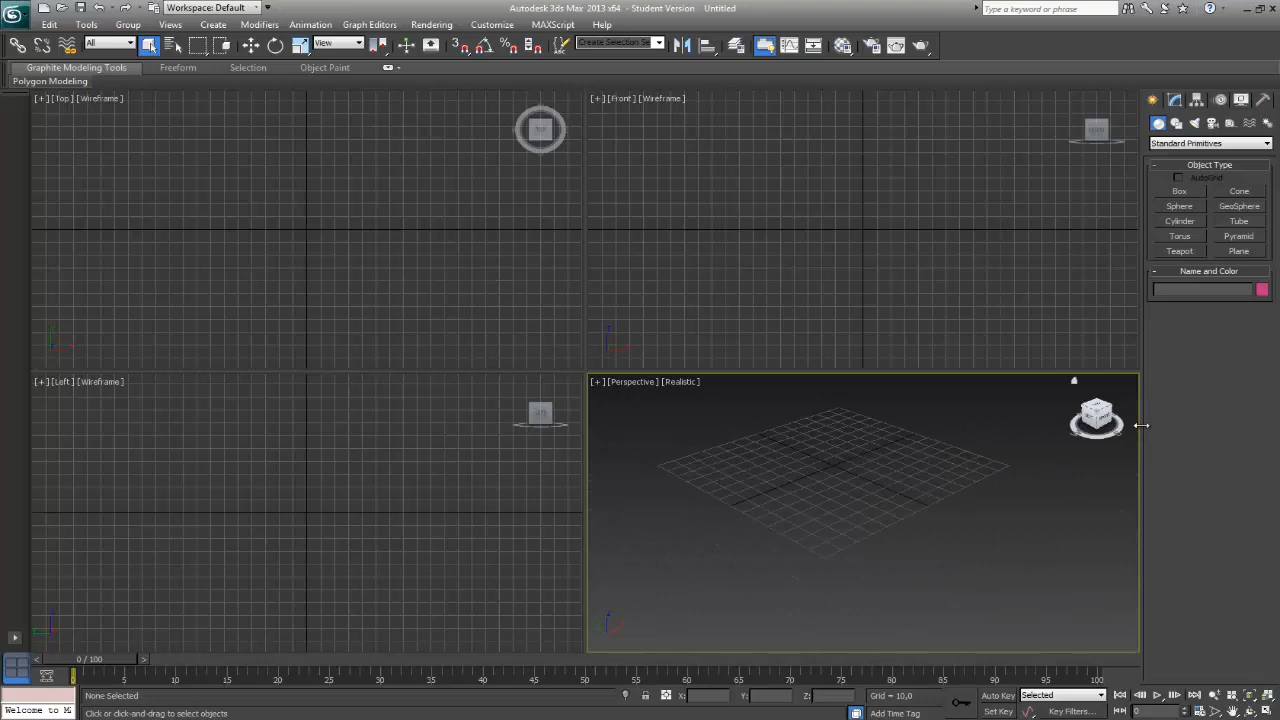 Workspace: Default
Autodesk 3ds Max 2013 x64 - Student Version Untitled
Type a keyword or phrase
Edit Tools Group Views Create Modifiers Animation Graph Editors Rendering Customize MAXScript Help
All View Create Selection Se
Graphite Modeling Tools Freeform Selection Object Paint
Polygon Modeling
[+] [Top] [Wireframe]
TOP
[+] [Front] [Wireframe]
Standard Primitives
- Object Type
AutoGrid
Box Cone
Sphere GeoSphere
Cylinder Tube
Torus Pyramid
Teapot Plane
- Name and Color
[+] [Left] [Wireframe]
[+] [Perspective] [Realistic]
< 0 / 100 >
0 5 10 15 20 25 30 35 40 45 50 55 60 65 70 75 80 85 90 95 100
None Selected X: Y: Z: Grid = 10,0 Auto Key Selected
Welcome to M
Click or click-and-drag to select objects Add Time Tag Set Key Key Filters... 0